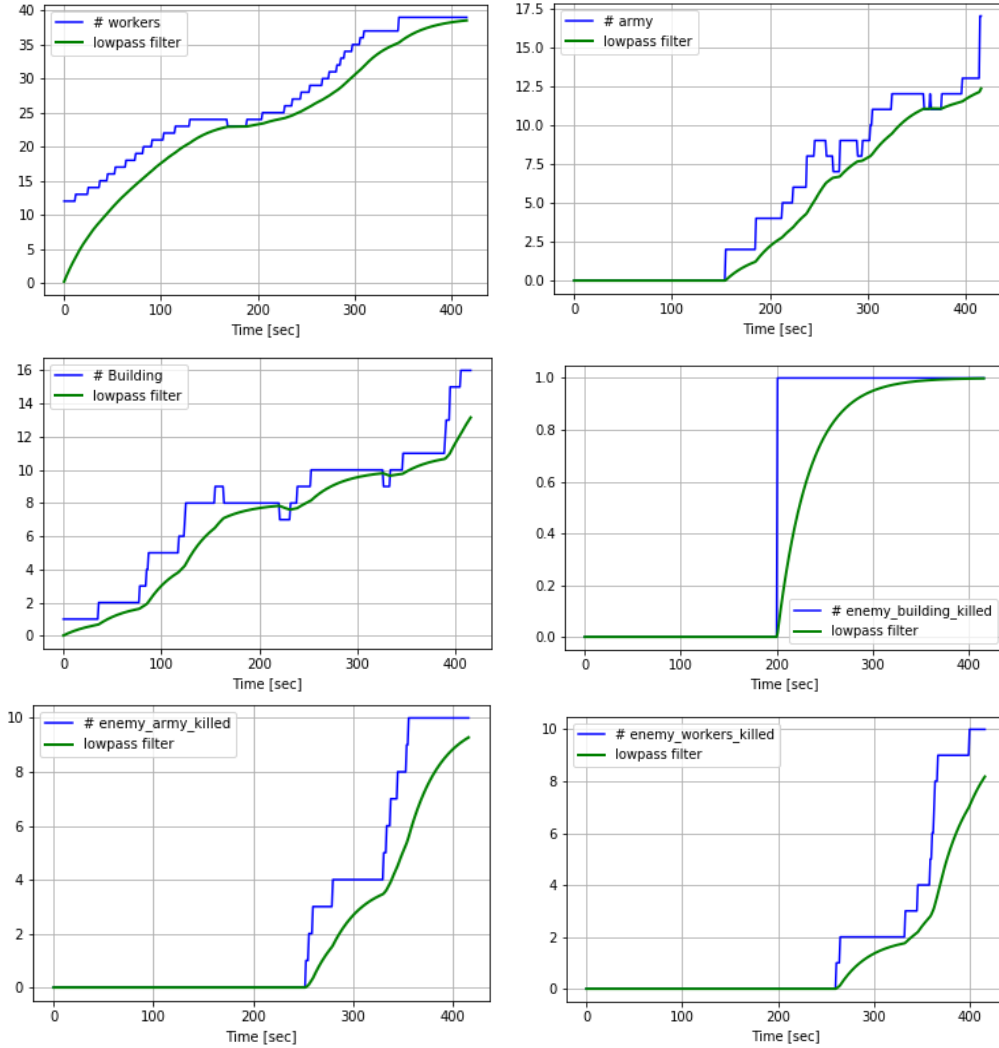 # workers
lowpass filter
40
35
30
25
20
15
10
5
0
0 100 200 300 400
Time [sec]
# army
lowpass filter
17.5
15.0
12.5
10.0
7.5
5.0
2.5
0.0
0 100 200 300 400
Time [sec]
# Building
lowpass filter
16
14
12
10
8
6
4
2
0
0 100 200 300 400
Time [sec]
1.0
0.8
0.6
0.4
0.2
0.0
# enemy_building_killed
lowpass filter
0 100 200 300 400
Time [sec]
# enemy_army_killed
lowpass filter
10
8
6
4
2
0
0 100 200 300 400
Time [sec]
# enemy_workers_killed
lowpass filter
10
8
6
4
2
0
0 100 200 300 400
Time [sec]